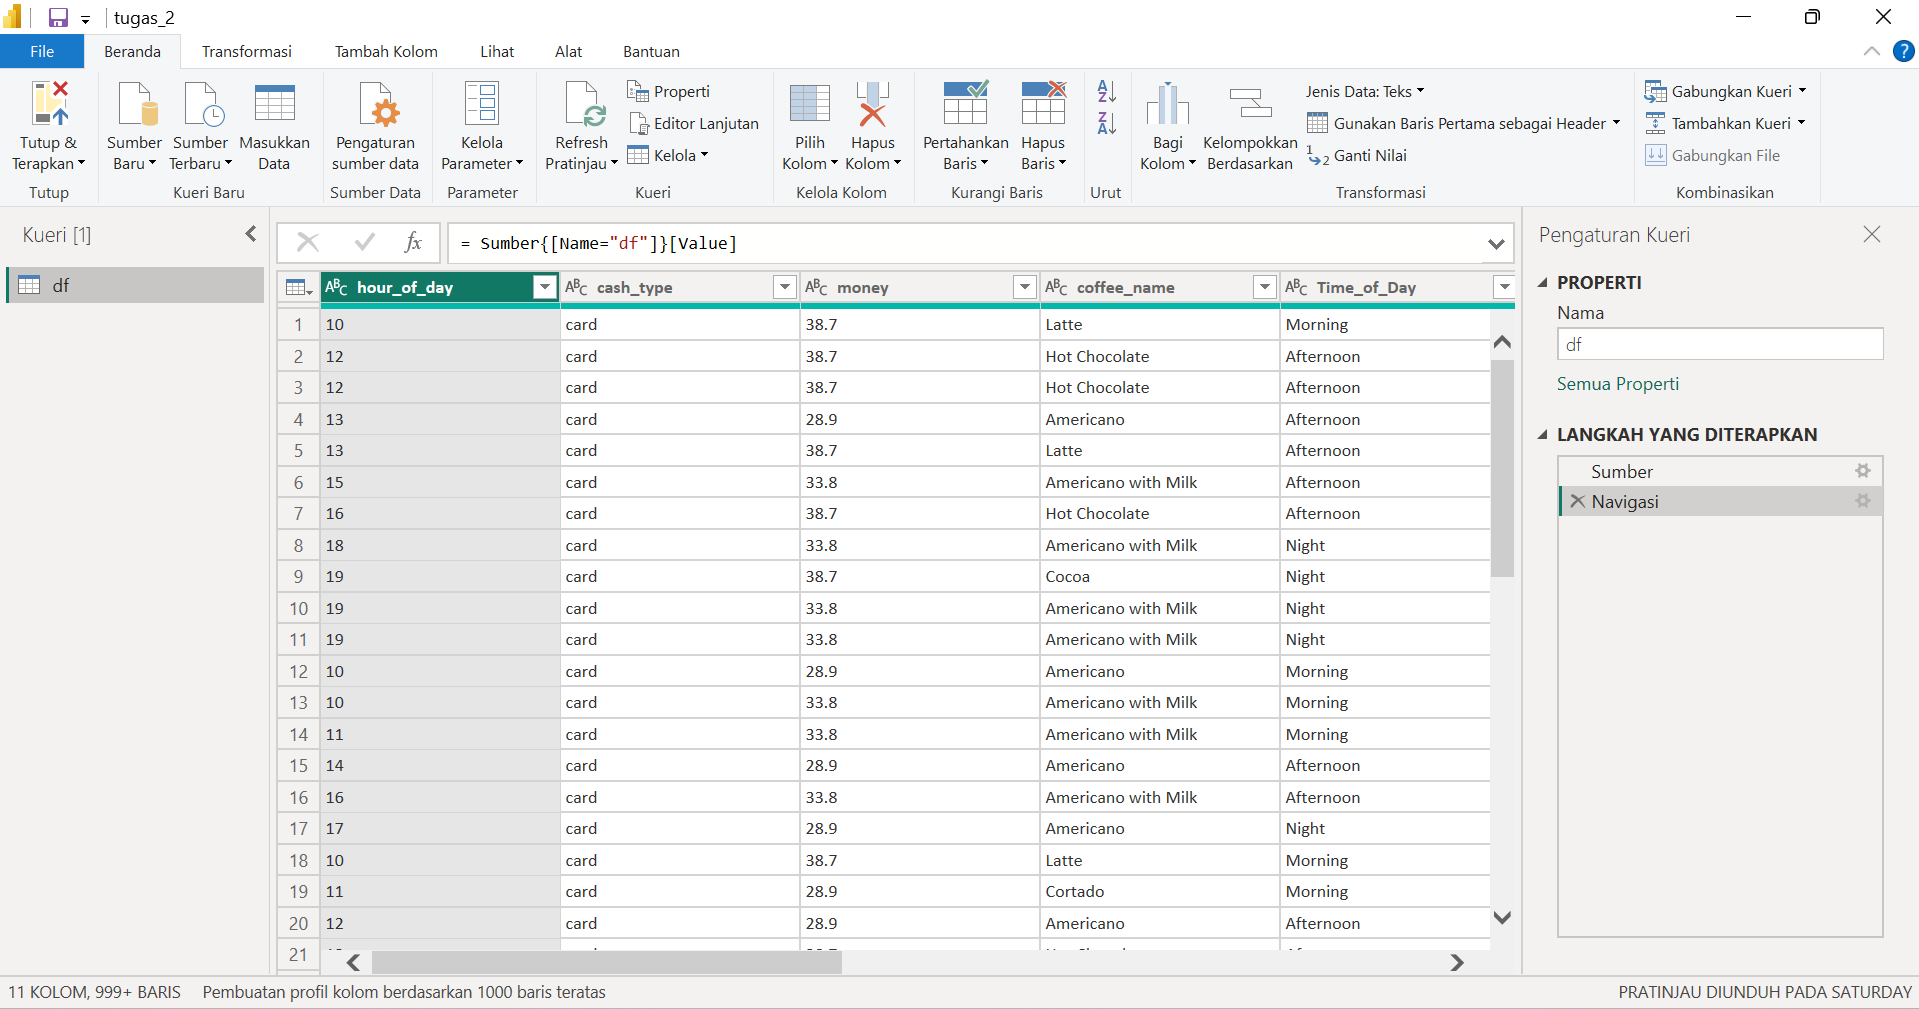 tugas_2
File Beranda Transformasi Tambah Kolom Lihat Alat Bantuan
Tutup & Terapkan
Tutup
Sumber Baru
Sumber Terbaru
Masukkan Data
Kueri Baru
Pengaturan sumber data
Sumber Data
Kelola Parameter
Parameter
Refresh Pratinjau
Properti
Editor Lanjutan
Kelola
Kueri
Pilih Kolom
Hapus Kolom
Kelola Kolom
Pertahankan Baris
Hapus Baris
Kurangi Baris
Urut
Bagi Kolom
Kelompokkan Berdasarkan
Jenis Data: Teks
Gunakan Baris Pertama sebagai Header
Ganti Nilai
Transformasi
Gabungkan Kueri
Tambahkan Kueri
Gabungkan File
Kombinasikan
Kueri [1]
df
fx = Sumber{[Name="df"]}[Value]
ABC hour_of_day ABC cash_type ABC money ABC coffee_name ABC Time_of_Day
1 10 card 38.7 Latte Morning
2 12 card 38.7 Hot Chocolate Afternoon
3 12 card 38.7 Hot Chocolate Afternoon
4 13 card 28.9 Americano Afternoon
5 13 card 38.7 Latte Afternoon
6 15 card 33.8 Americano with Milk Afternoon
7 16 card 38.7 Hot Chocolate Afternoon
8 18 card 33.8 Americano with Milk Night
9 19 card 38.7 Cocoa Night
10 19 card 33.8 Americano with Milk Night
11 19 card 33.8 Americano with Milk Night
12 10 card 28.9 Americano Morning
13 10 card 33.8 Americano with Milk Morning
14 11 card 33.8 Americano with Milk Morning
15 14 card 28.9 Americano Afternoon
16 16 card 33.8 Americano with Milk Afternoon
17 17 card 28.9 Americano Night
18 10 card 38.7 Latte Morning
19 11 card 28.9 Cortado Morning
20 12 card 28.9 Americano Afternoon
21
Pengaturan Kueri
PROPERTI
Nama
df
Semua Properti
LANGKAH YANG DITERAPKAN
Sumber
Navigasi
11 KOLOM, 999+ BARIS Pembuatan profil kolom berdasarkan 1000 baris teratas
PRATINJAU DIUNDUH PADA SATURDAY